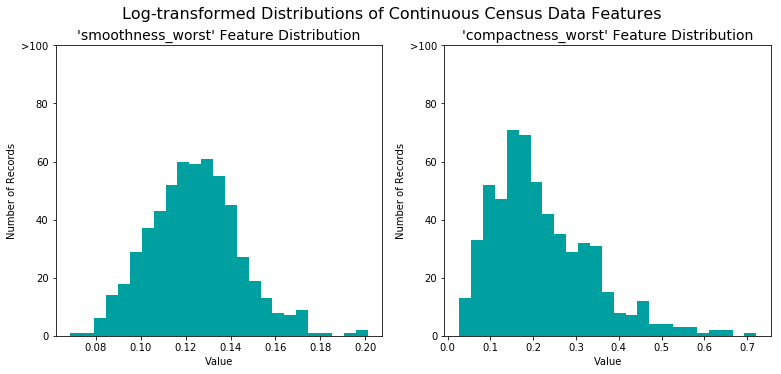 Log-transformed Distributions of Continuous Census Data Features
'smoothness_worst' Feature Distribution
>100
80
60
40
20
0
Number of Records
0.08 0.10 0.12 0.14 0.16 0.18 0.20
Value
'compactness_worst' Feature Distribution
>100
80
60
40
20
0
Number of Records
0.0 0.1 0.2 0.3 0.4 0.5 0.6 0.7
Value